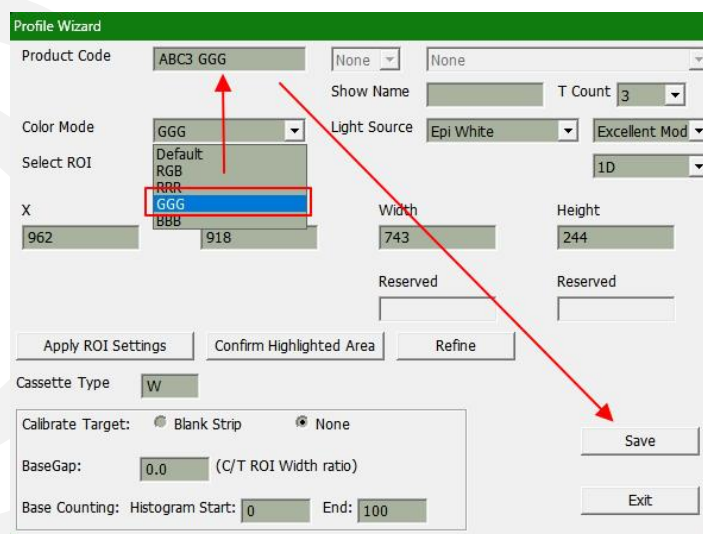 Profile Wizard
Product Code ABC3 GGG None None
Show Name T Count 3
Color Mode GGG Light Source Epi White Excellent Mod
Select ROI Default 1D
RGB
RRR
GGG
BBB
X Width Height
962 918 743 244
Reserved Reserved
Apply ROI Settings Confirm Highlighted Area Refine
Cassette Type W
Calibrate Target: Blank Strip None
Save
BaseGap: 0.0 (C/T ROI Width ratio)
Base Counting: Histogram Start: 0 End: 100 Exit